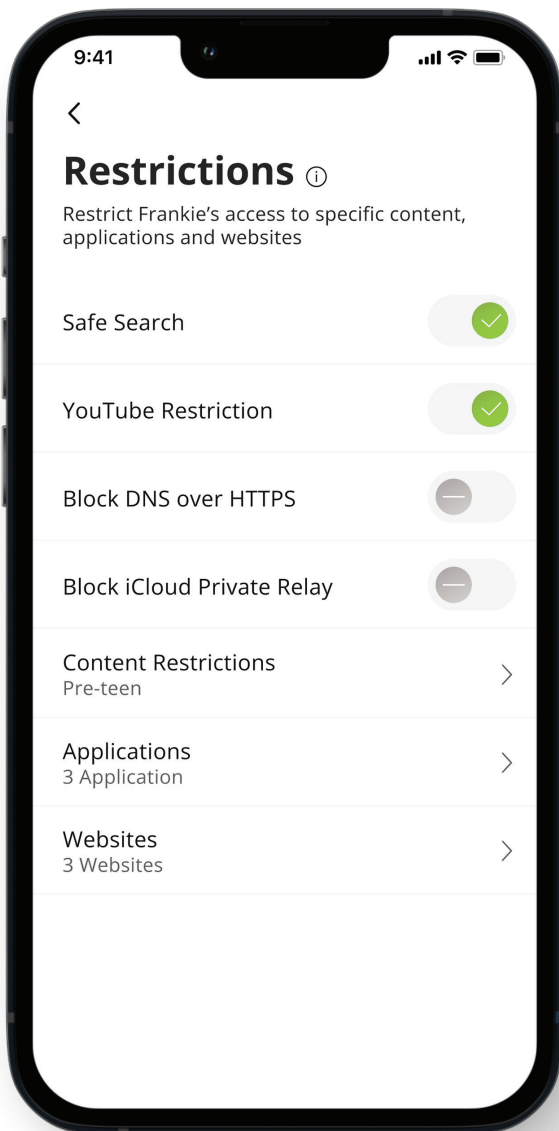 9:41
Restrictions
Restrict Frankie’s access to specific content,
applications and websites
Safe Search
YouTube Restriction
Block DNS over HTTPS
Block iCloud Private Relay
Content Restrictions
Pre-teen
Applications
3 Application
Websites
3 Websites